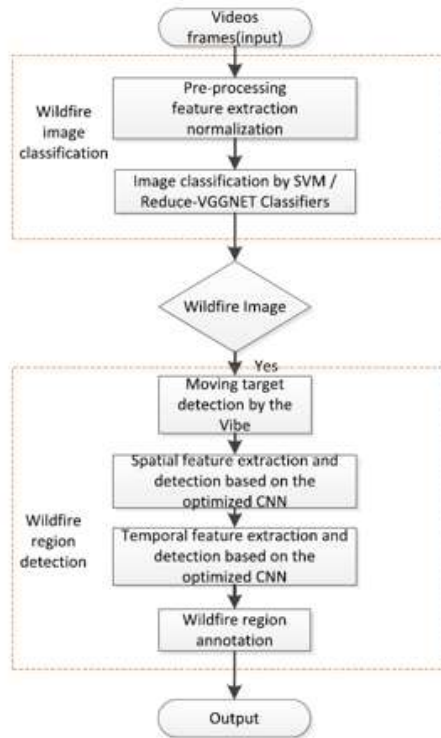 Videos
frames(input)
Wildfire
image
classification
Pre-processing
feature extraction
normalization
Image classification by SVM /
Reduce-VGGNET Classifiers
Wildfire Image
Yes
Wildfire
region
detection
Moving target
detection by the
Vibe
Spatial feature extraction and
detection based on the
optimized CNN
Temporal feature extraction and
detection based on the
optimized CNN
Wildfire region
annotation
Output